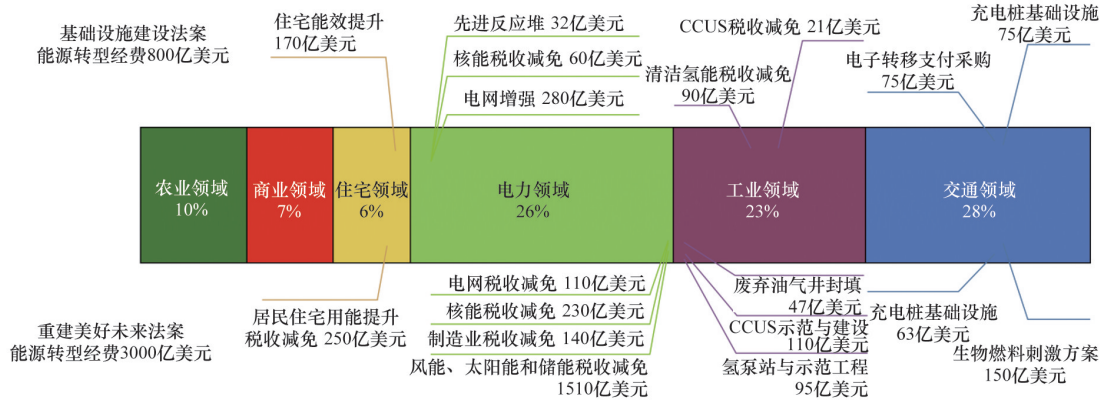 基础设施建设法案
能源转型经费800亿美元
住宅能效提升
170亿美元
先进反应堆 32亿美元
核能税收减免 60亿美元
电网增强 280亿美元
CCUS税收减免 21亿美元
清洁氢能税收减免
90亿美元
充电桩基础设施
75亿美元
电子转移支付采购
75亿美元
农业领域
10%
商业领域
7%
住宅领域
6%
电力领域
26%
工业领域
23%
交通领域
28%
重建美好未来法案
能源转型经费3000亿美元
居民住宅用能提升
税收减免 250亿美元
电网税收减免 110亿美元
核能税收减免 230亿美元
制造业税收减免 140亿美元
风能、太阳能和储能税收减免
1510亿美元
废弃油气井封填
47亿美元
CCUS示范与建设
110亿美元
氢泵站与示范工程
95亿美元
充电桩基础设施
63亿美元
生物燃料刺激方案
150亿美元